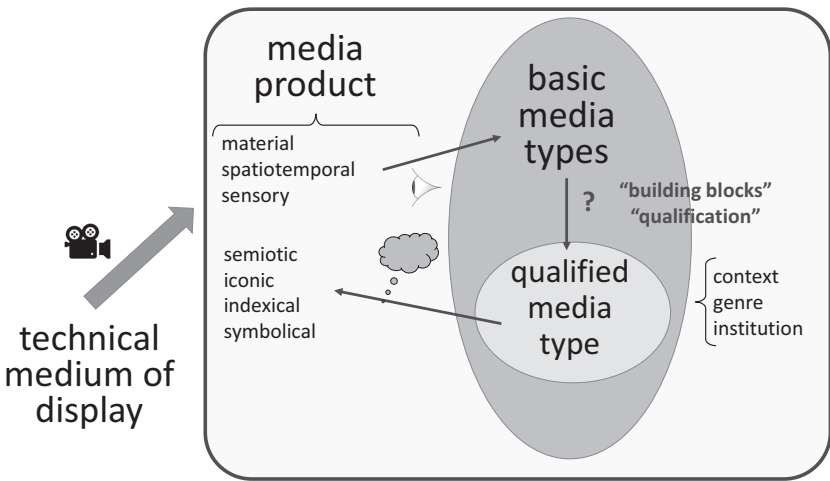 media
product
material
spatiotemporal
sensory
semiotic
iconic
indexical
symbolical
technical
medium of
display
basic
media
types
?
“building blocks”
“qualification”
qualified
media
type
context
genre
institution